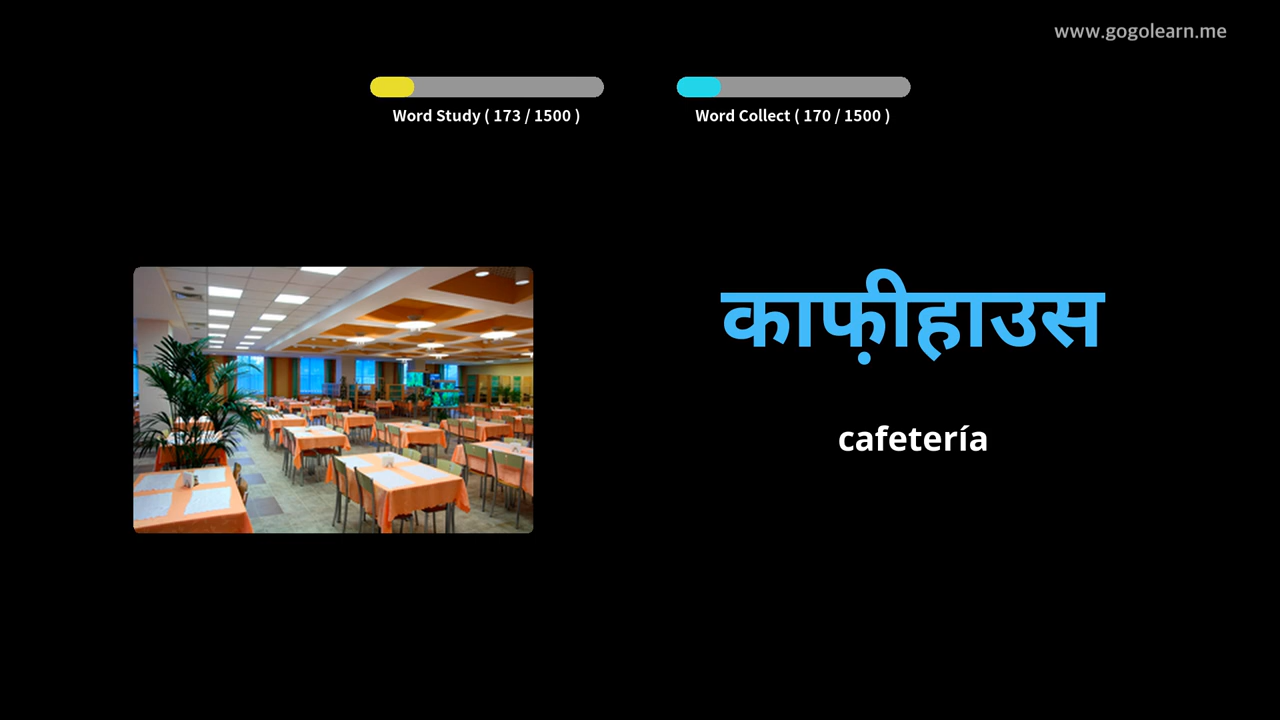 www.gogolearn.me
Word Study ( 173 / 1500 )
Word Collect ( 170 / 1500 )
काफ़ीहाउस
cafetería